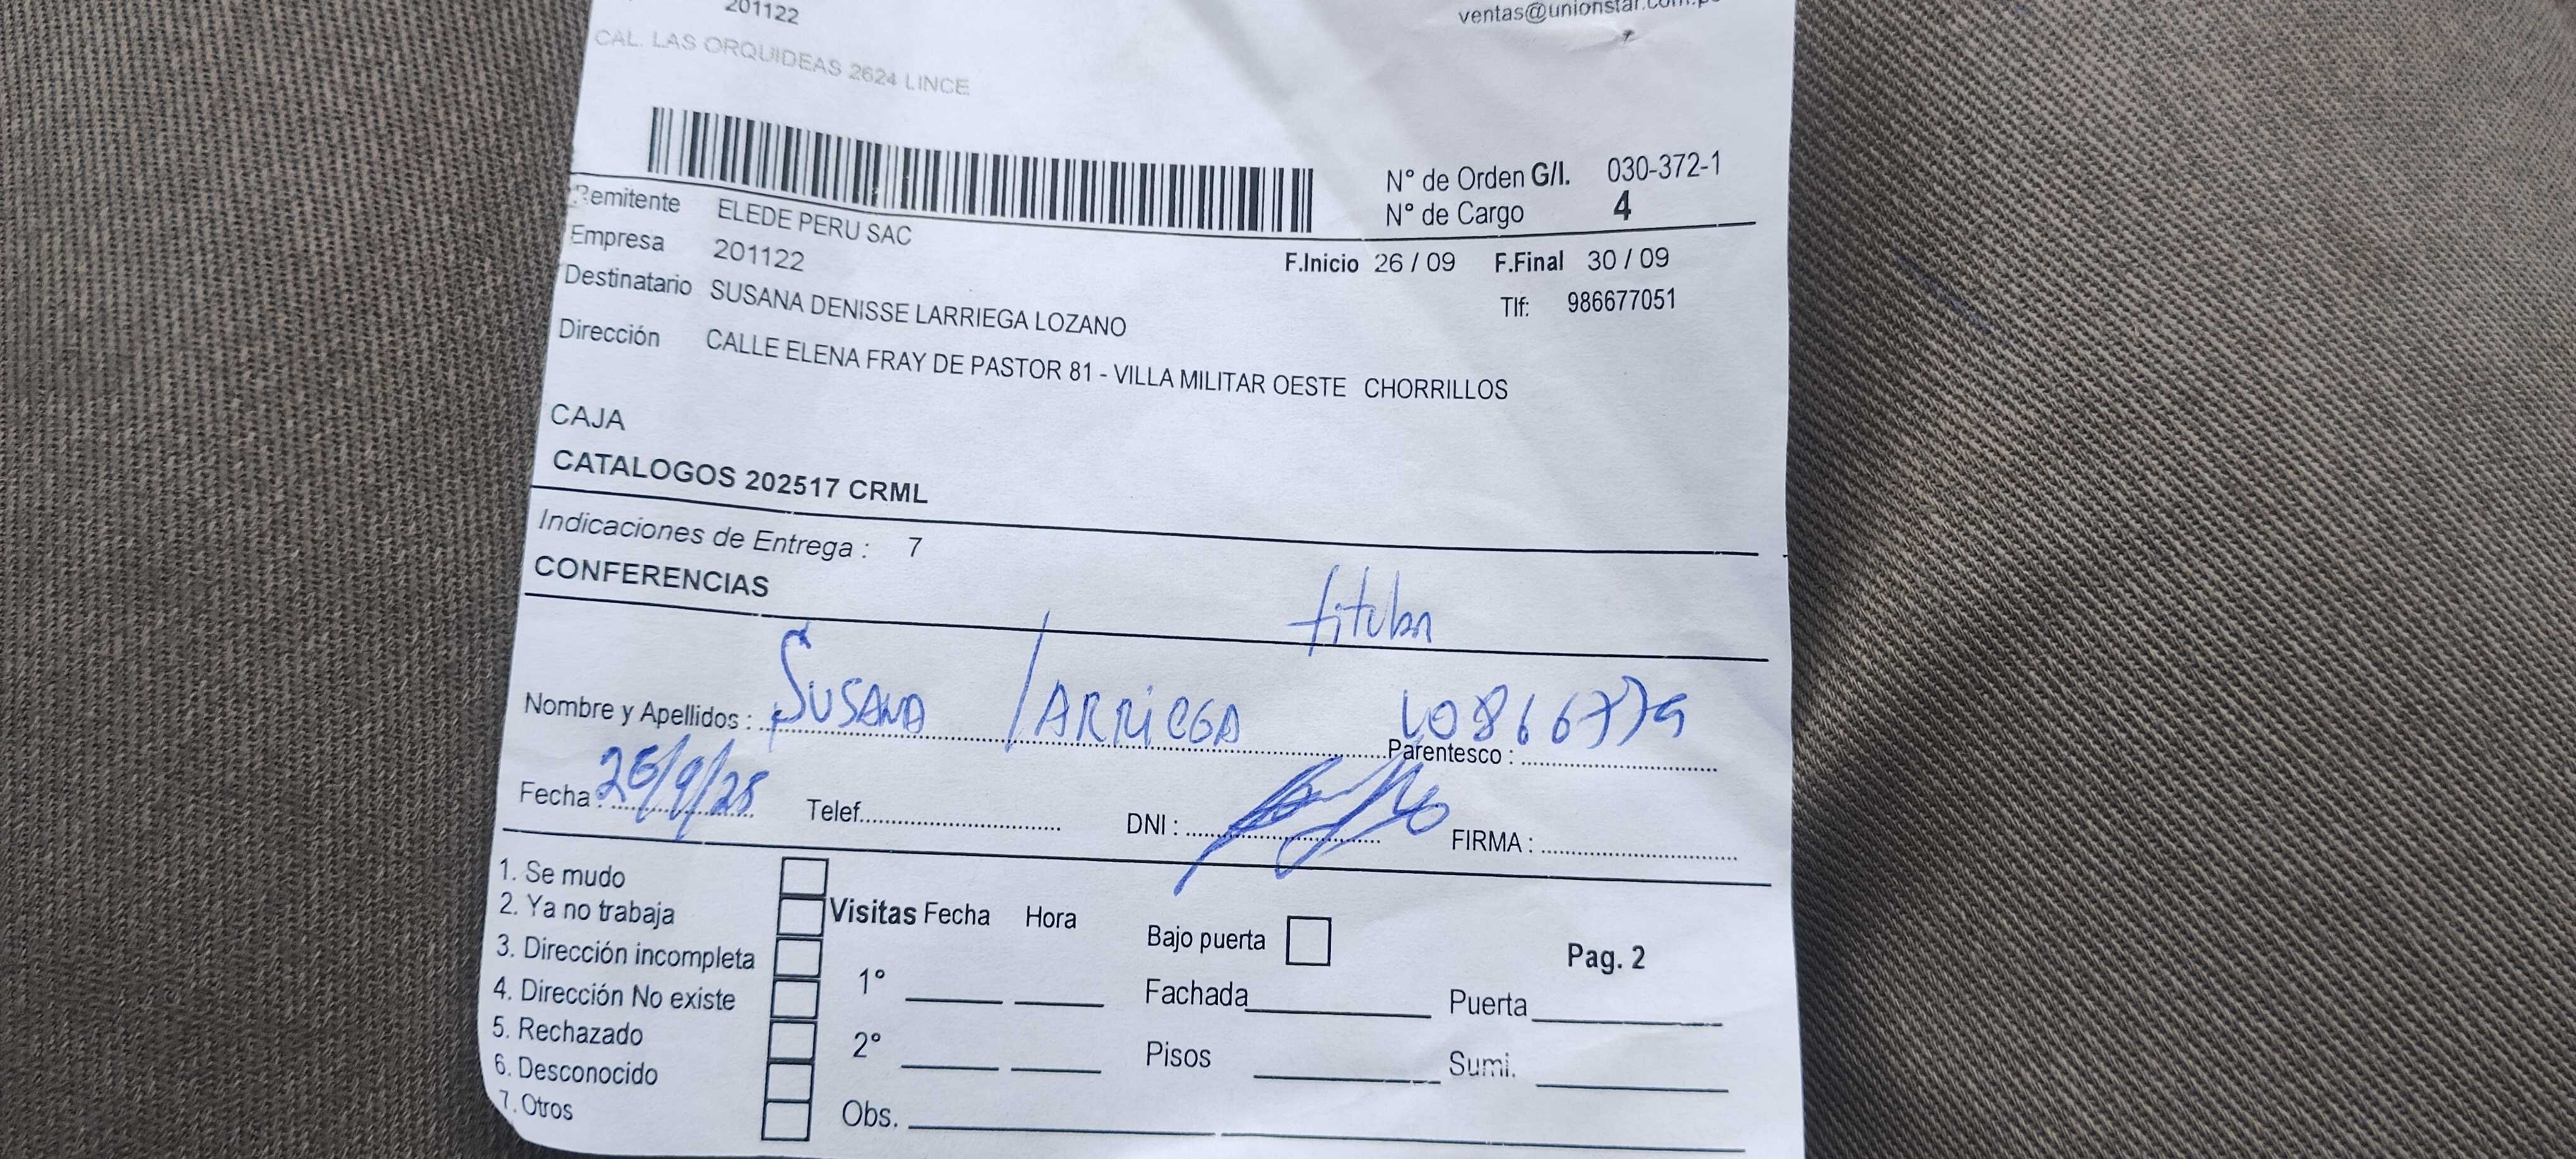 201122
ventas@unionstar.com.pe
CAL. LAS ORQUIDEAS 2624 LINCE
N° de Orden G/I. 030-372-1
N° de Cargo 4
Remitente ELEDE PERU SAC
Empresa 201122
F.Inicio 26 / 09 F.Final 30 / 09
Destinatario SUSANA DENISSE LARRIEGA LOZANO
Tlf: 986677051
Dirección CALLE ELENA FRAY DE PASTOR 81 - VILLA MILITAR OESTE CHORRILLOS
CAJA
CATALOGOS 202517 CRML
Indicaciones de Entrega : 7
CONFERENCIAS
titular
Nombre y Apellidos : SUSANA LARRIEGA
Parentesco :
Fecha : Telef. DNI : FIRMA :
1. Se mudo
2. Ya no trabaja
3. Dirección incompleta
4. Dirección No existe
5. Rechazado
6. Desconocido
7. Otros
Visitas Fecha Hora
1°
2°
Obs.
Bajo puerta
Pag. 2
Fachada Puerta
Pisos Sumi.